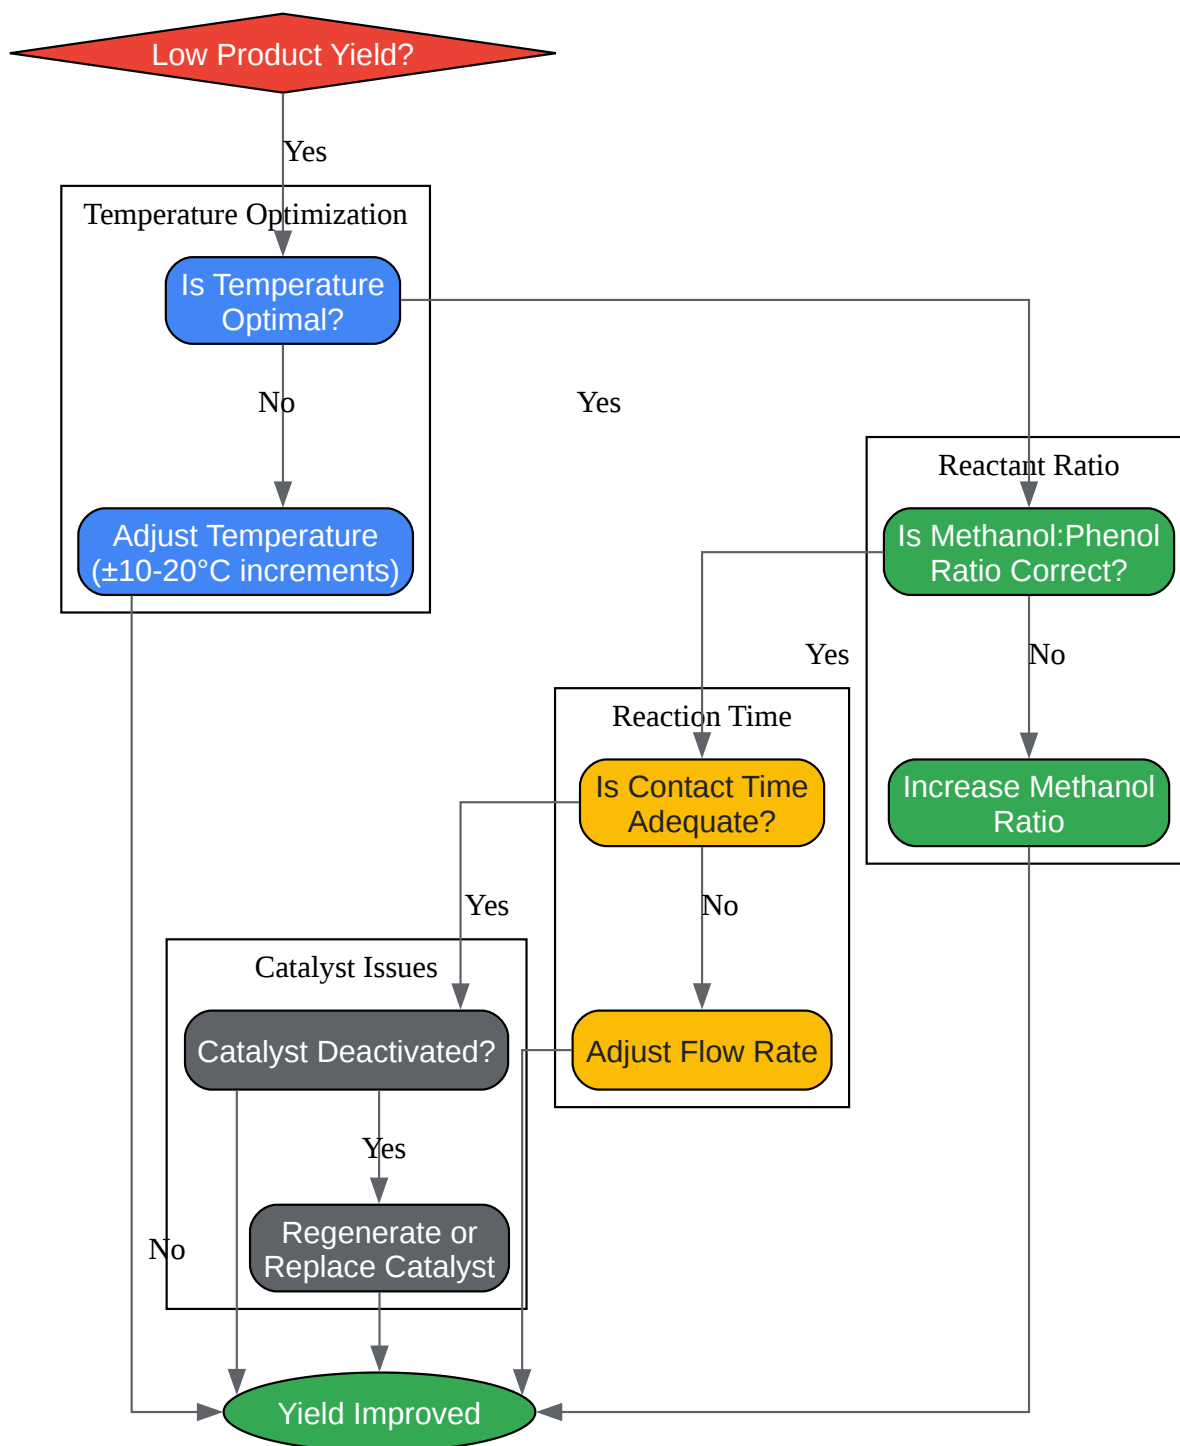 Low Product Yield?
Yes
Temperature Optimization
Is Temperature
Optimal?
No
Yes
Adjust Temperature
(±10-20°C increments)
Reactant Ratio
Is Methanol:Phenol
Ratio Correct?
Yes
No
Reaction Time
Is Contact Time
Adequate?
Increase Methanol
Ratio
Yes
No
Catalyst Issues
Catalyst Deactivated?
Adjust Flow Rate
Yes
No
Regenerate or
Replace Catalyst
Yield Improved